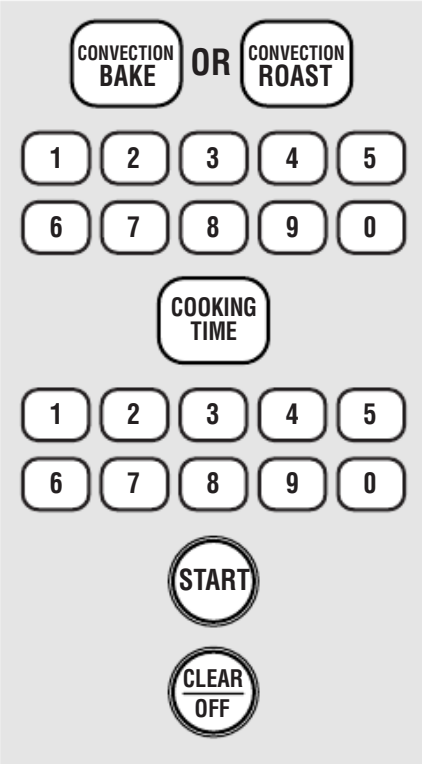 CONVECTION BAKE OR CONVECTION ROAST
1 2 3 4 5
6 7 8 9 0
COOKING
TIME
1 2 3 4 5
6 7 8 9 0
START
CLEAR
OFF